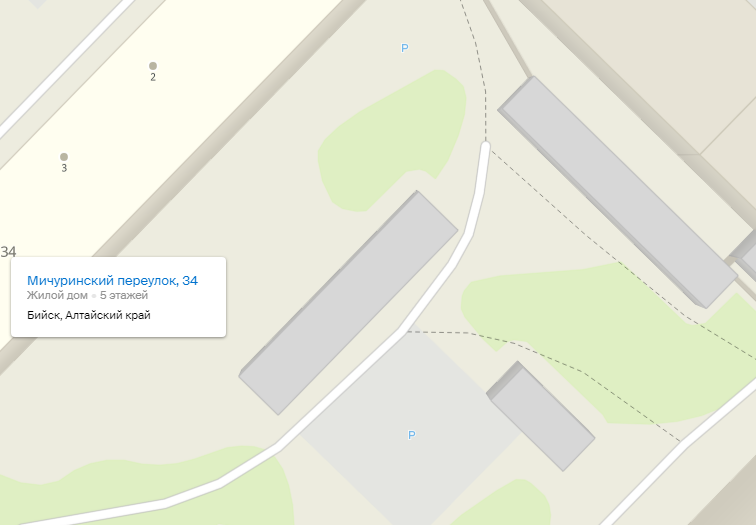 P
2
3
34
Мичуринский переулок, 34
Жилой дом • 5 этажей
Бийск, Алтайский край
P